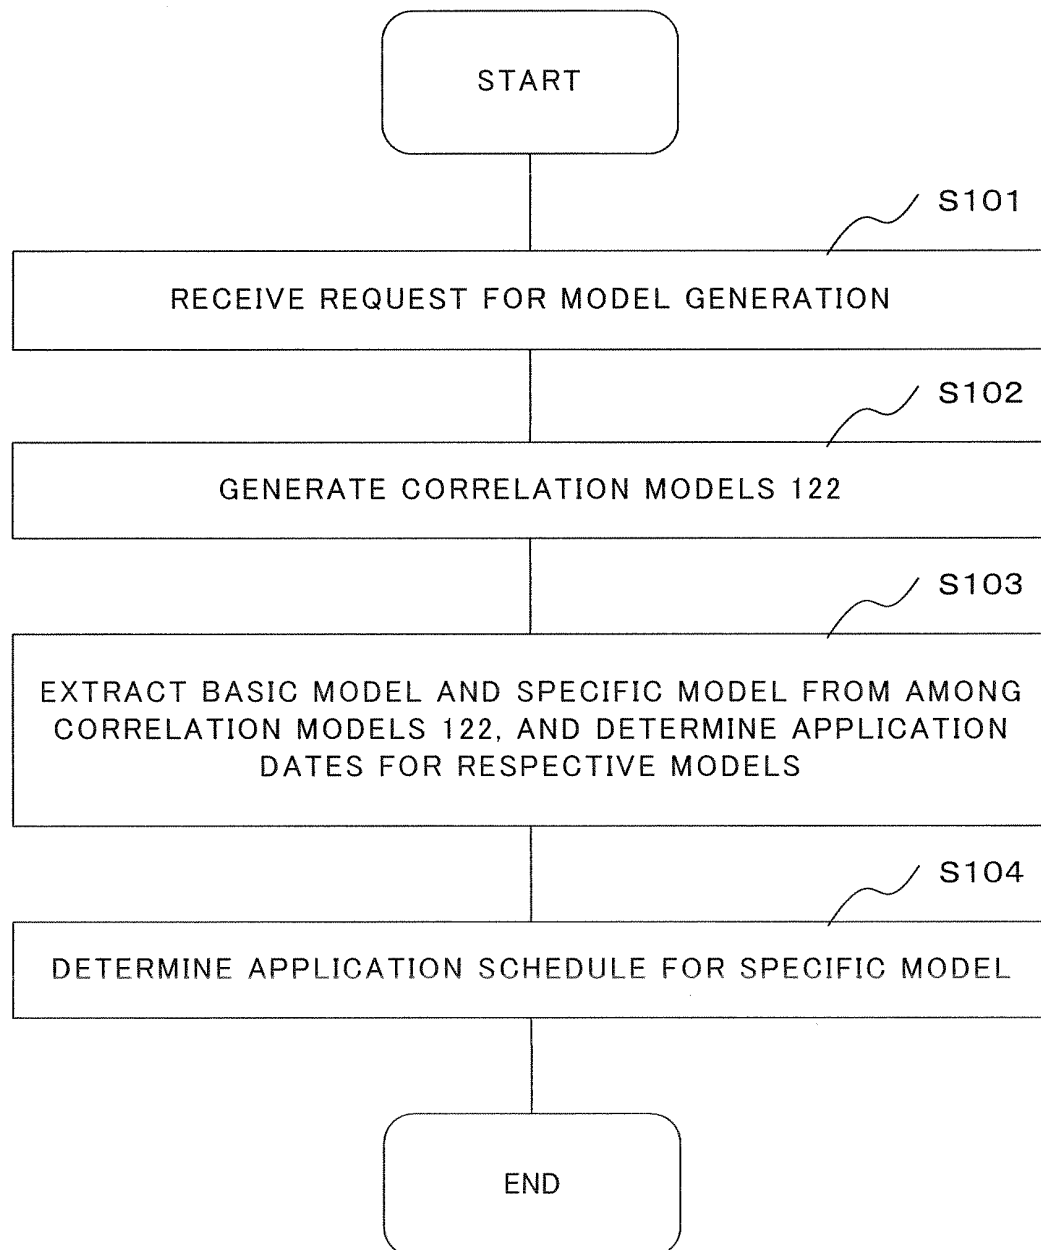 START
S101
RECEIVE REQUEST FOR MODEL GENERATION
S102
GENERATE CORRELATION MODELS 122
S103
EXTRACT BASIC MODEL AND SPECIFIC MODEL FROM AMONG
CORRELATION MODELS 122, AND DETERMINE APPLICATION
DATES FOR RESPECTIVE MODELS
S104
DETERMINE APPLICATION SCHEDULE FOR SPECIFIC MODEL
END